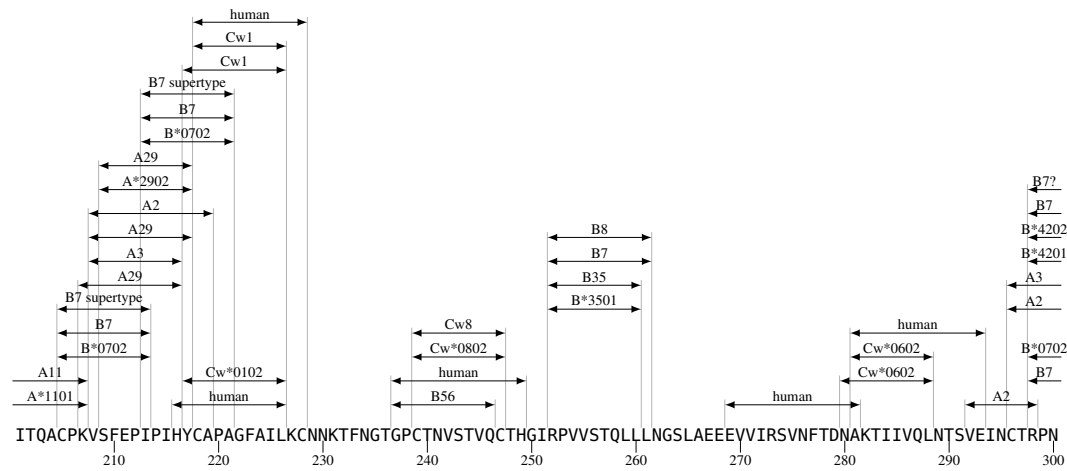 human
Cw1
Cw1
B7 supertype
B7
B*0702
A29
A*2902 B7?
A2 B7
A29 B8 B*4202
A3 B7 B*4201
A29 B35 A3
B7 supertype B*3501 A2
B7 Cw8 human
B*0702 Cw*0802 Cw*0602 B*0702
A11 Cw*0102 human Cw*0602 B7
A*1101 human B56 human A2
ITQACPKVSFEPIPIHYCAPAGFAILKCNNKTFNGTGPCTNVSTVQCTHGIRPVVSTQLLLNGSLAEEEVVIRSVNFTDNAKTIIVQLNTSVEINCTRPN
210 220 230 240 250 260 270 280 290 300